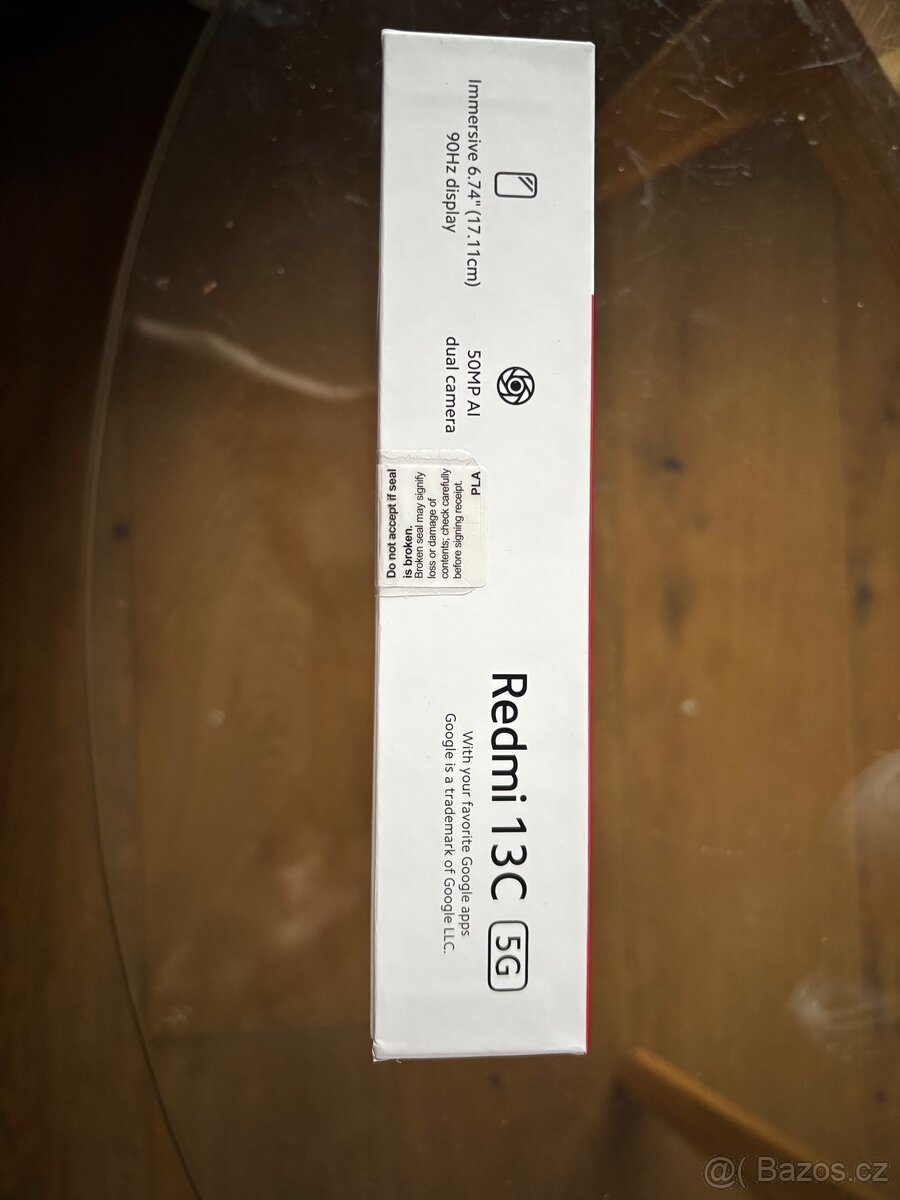 Immersive 6.74" (17.11cm)
90Hz display
50MP AI
dual camera
PLA
Do not accept if seal
is broken.
Broken seal may signify
loss or damage of
contents, check carefully
before signing receipt.
Redmi 13C 5G
With your favorite Google apps
Google is a trademark of Google LLC.
@( Bazos.cz